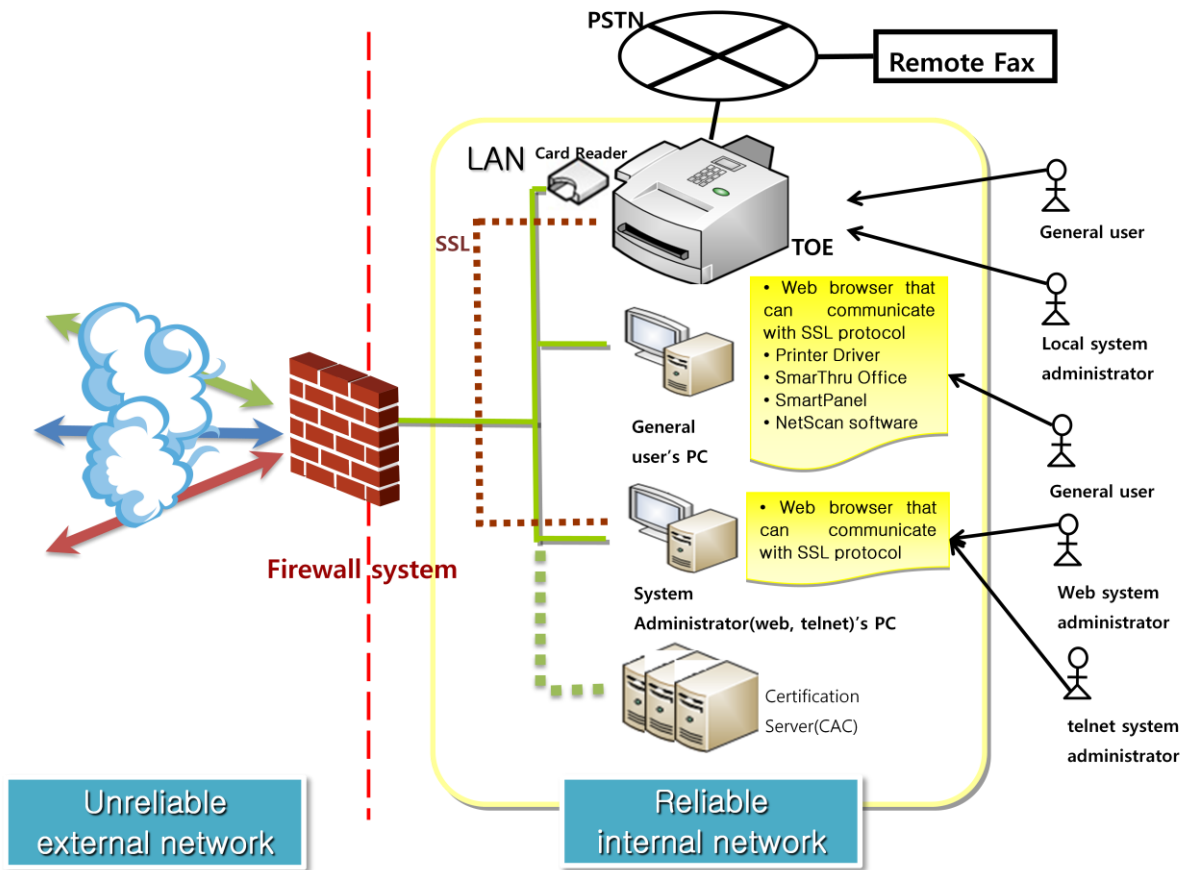 PSTN
Remote Fax
LAN
Card Reader
SSL
TOE
General user
• Web browser that
can communicate
with SSL protocol
• Printer Driver
• SmarThru Office
• SmartPanel
• NetScan software
Local system
administrator
General
user's PC
General user
• Web browser that
can communicate
with SSL protocol
Firewall system
System
Administrator(web, telnet)'s PC
Web system
administrator
Certification
Server(CAC)
telnet system
administrator
Unreliable
external network
Reliable
internal network